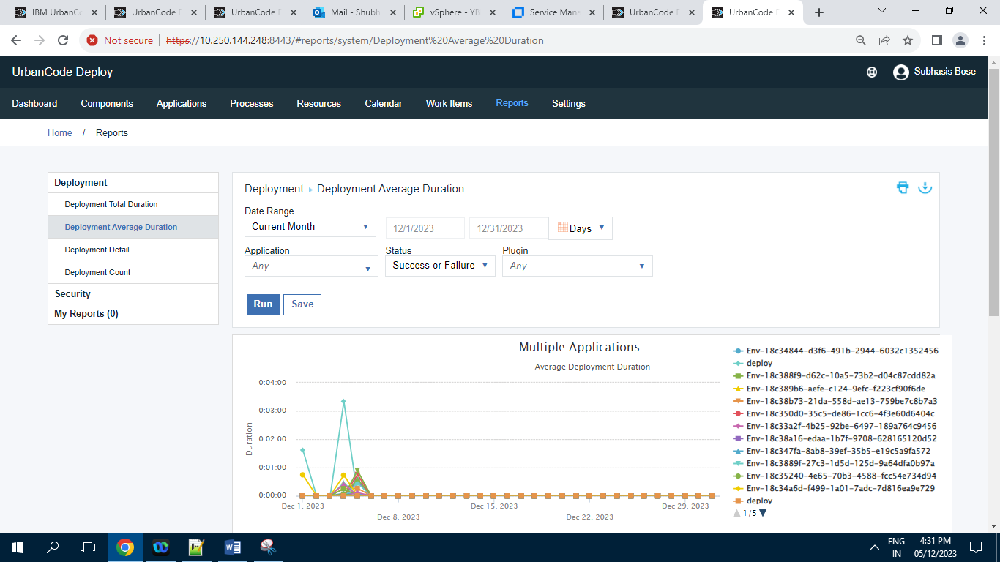 IBM UrbanC
UrbanCode D
UrbanCode D
Mail - Shubh
vSphere - YB
Service Mana
UrbanCode D
UrbanCode D
Not secure
https://10.250.144.248:8443/#reports/system/Deployment%20Average%20Duration
UrbanCode Deploy
Subhasis Bose
Dashboard Components Applications Processes Resources Calendar Work Items Reports Settings
Home / Reports
Deployment
Deployment Total Duration
Deployment Average Duration
Deployment Detail
Deployment Count
Security
My Reports (0)
Deployment Deployment Average Duration
Date Range
Current Month 12/1/2023 12/31/2023 Days
Application Status Plugin
Any Success or Failure Any
Run Save
Multiple Applications
Average Deployment Duration
Duration
0:04:00
0:03:00
0:02:00
0:01:00
0:00:00
Dec 1, 2023
Dec 8, 2023
Dec 15, 2023
Dec 22, 2023
Dec 29, 2023
Env-18c34844-d3f6-491b-2944-6032c1352456
deploy
Env-18c388f9-d62c-10a5-73b2-d04c87cdd82a
Env-18c389b6-aefe-c124-9efc-f223cf90f6de
Env-18c38b73-21da-558d-ae13-759be7c8b7a3
Env-18c350d0-35c5-de86-1cc6-4f3e60d6404c
Env-18c33a2f-4b25-92be-6497-189a764c9456
Env-18c38a16-edaa-1b7f-9708-628165120d52
Env-18c347fa-8ab8-39ef-35b5-e19c5a9fa572
Env-18c3889f-27c3-1d5d-125d-9a64dfa0b97a
Env-18c35240-4e65-70b3-4588-fcc54e734d94
Env-18c34a6d-f499-1a01-7adc-7d816ea9e729
deploy
1/5
ENG
IN
4:31 PM
05/12/2023